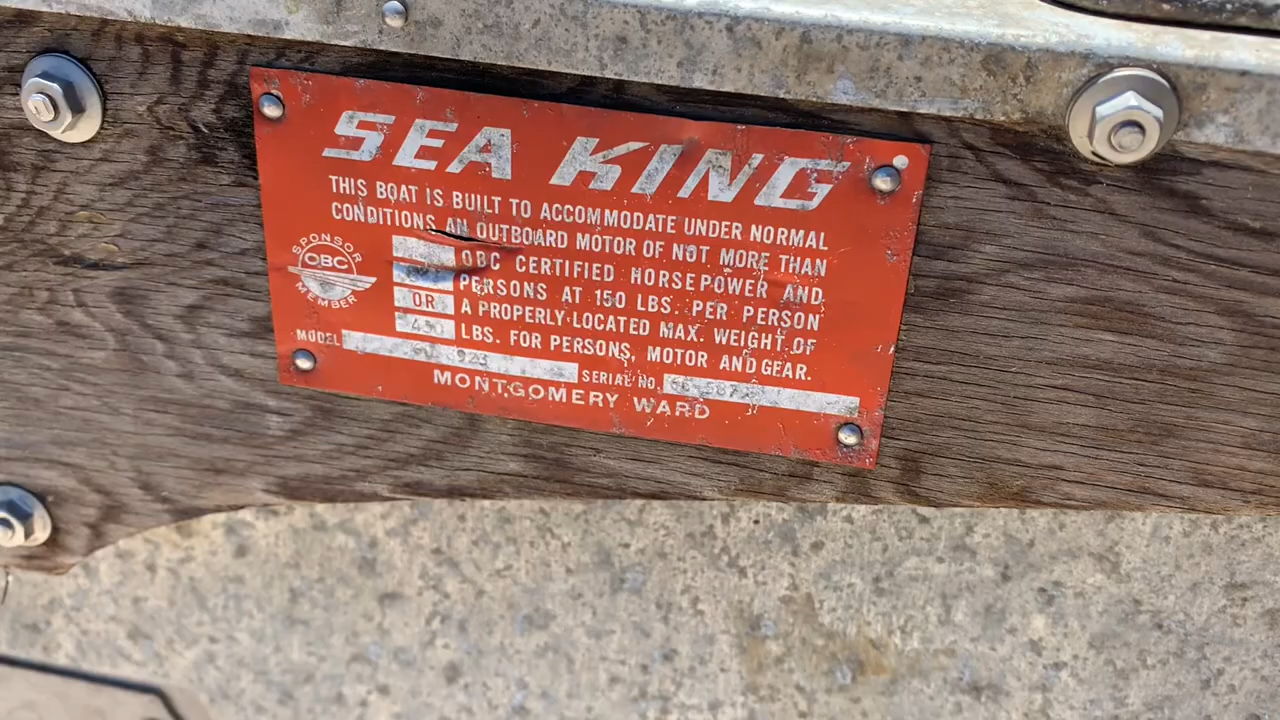 SEA KING
THIS BOAT IS BUILT TO ACCOMMODATE UNDER NORMAL
CONDITIONS AN OUTBOARD MOTOR OF NOT MORE THAN
OBC CERTIFIED HORSEPOWER AND
PERSONS AT 150 LBS. PER PERSON
OR A PROPERLY LOCATED MAX. WEIGHT OF
450 LBS. FOR PERSONS, MOTOR AND GEAR.
SPONSOR
OBC
MEMBER
MODEL SERIAL NO.
MONTGOMERY WARD